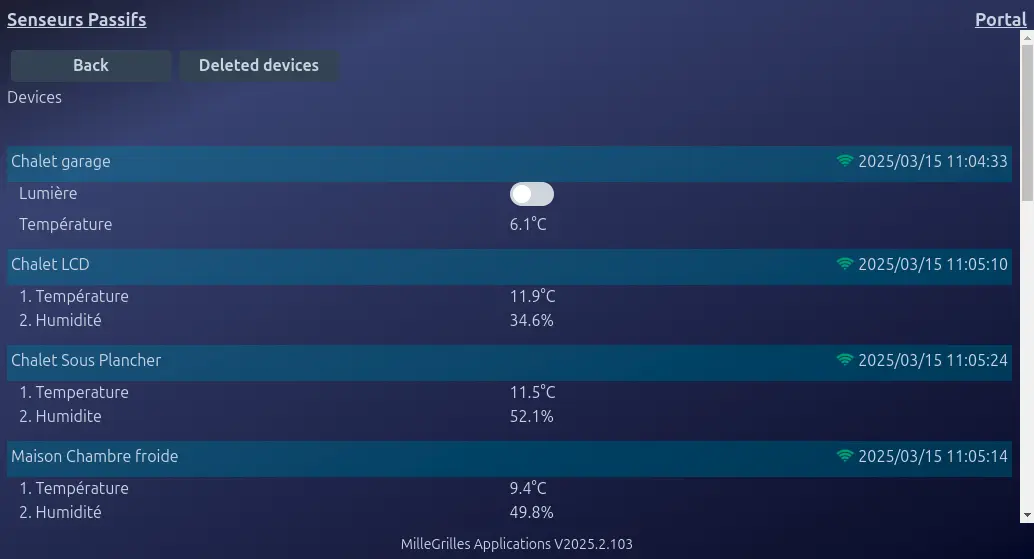 Senseurs Passifs Portal
Back Deleted devices
Devices
Chalet garage 2025/03/15 11:04:33
Lumière
Température 6.1°C
Chalet LCD 2025/03/15 11:05:10
1. Température 11.9°C
2. Humidité 34.6%
Chalet Sous Plancher 2025/03/15 11:05:24
1. Temperature 11.5°C
2. Humidite 52.1%
Maison Chambre froide 2025/03/15 11:05:14
1. Température 9.4°C
2. Humidité 49.8%
MilleGrilles Applications V2025.2.103